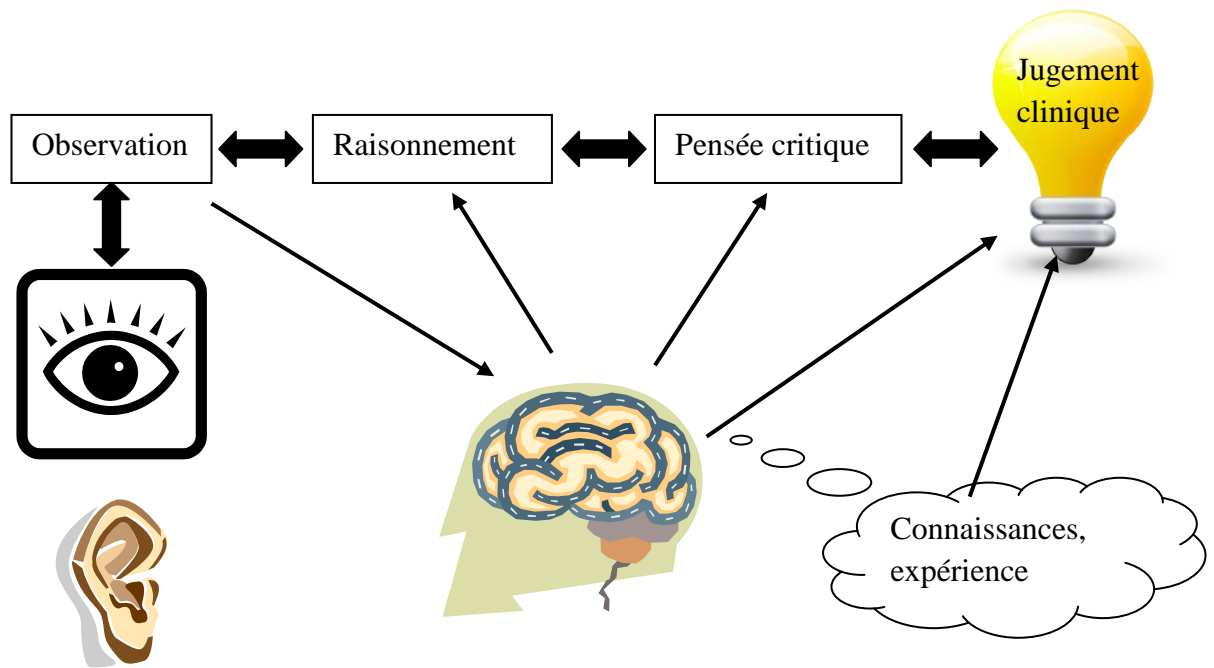 Jugement
clinique
Observation
Raisonnement
Pensée critique
Connaissances,
expérience